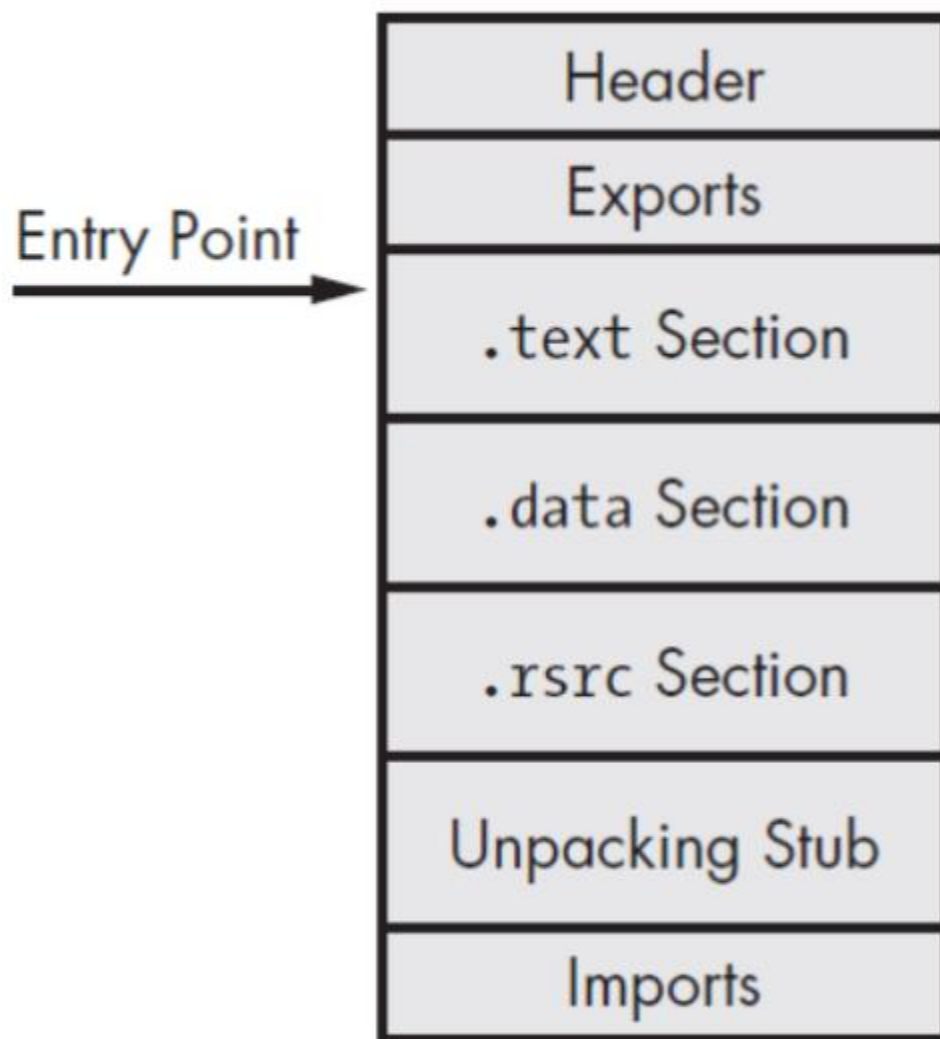 Header
Exports
Entry Point
.text Section
.data Section
.rsrc Section
Unpacking Stub
Imports